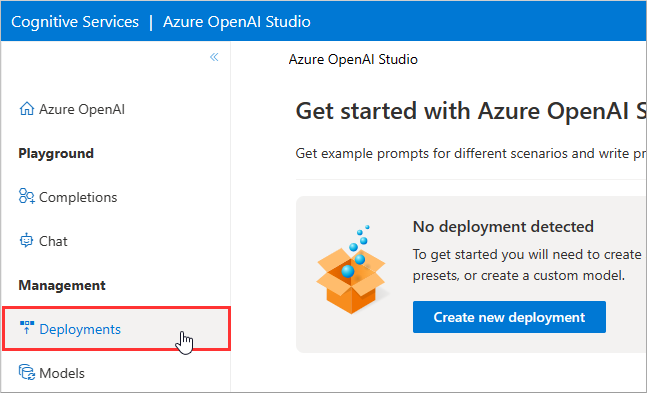 Cognitive Services | Azure OpenAI Studio
«
Azure OpenAI Studio
Azure OpenAI
Get started with Azure OpenAI S
Playground
Get example prompts for different scenarios and write pr
Completions
Chat
No deployment detected
To get started you will need to create
presets, or create a custom model.
Create new deployment
Management
Deployments
Models